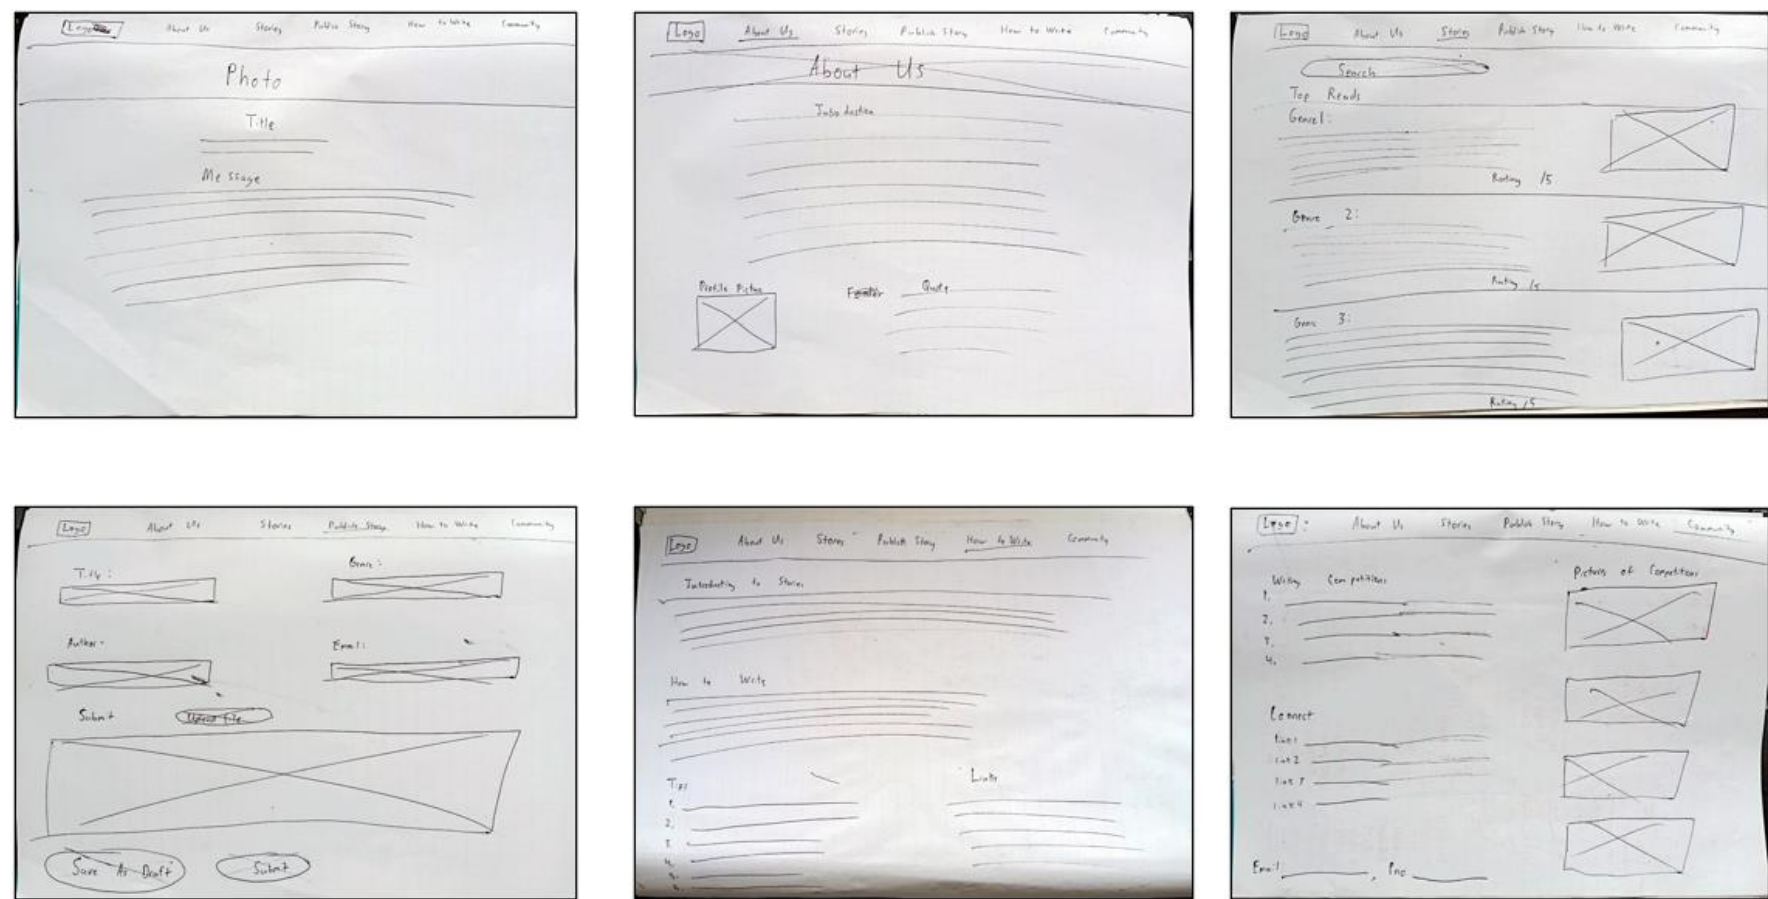 Logo About Us Stories Publish Story How to Write Community
Photo
Title
Message
Logo About Us Stories Publish Story How to Write Community
About Us
Introduction
Profile Picture Footer Quote
Logo About Us Stories Publish Story How to Write Community
Search
Top Reads
Genre1:
Rating /5
Genre 2:
Rating /5
Genre 3:
Rating /5
Logo About Us Stories Publish Story How to Write Community
Title: Genre:
Author: Email:
Submit Upload file
Save As Draft Submit
Logo About Us Stories Publish Story How to Write Community
to Stories
How to Write
Links
1.
2.
3.
4.
5.
Logo About Us Stories Publish Story How to Write Community
Writing Competitions Pictures of
1.
2.
3.
4.
Connect
link 1
link 2
link 3
link 4
Email: ,